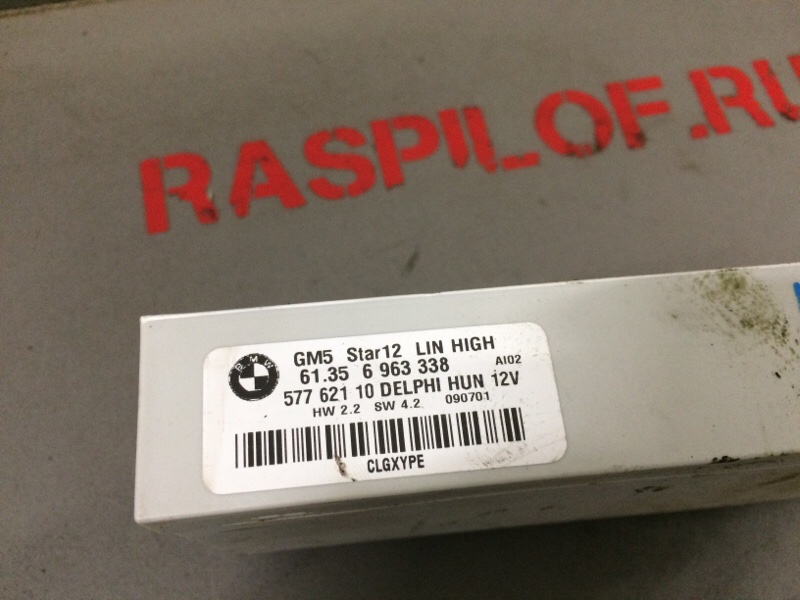 RASPILOF.RU
BMW
GM5 Star12 LIN HIGH
61.35 6 963 338 AI02
577 621 10 DELPHI HUN 12V
HW 2.2 SW 4.2 090701
CLGXYPE